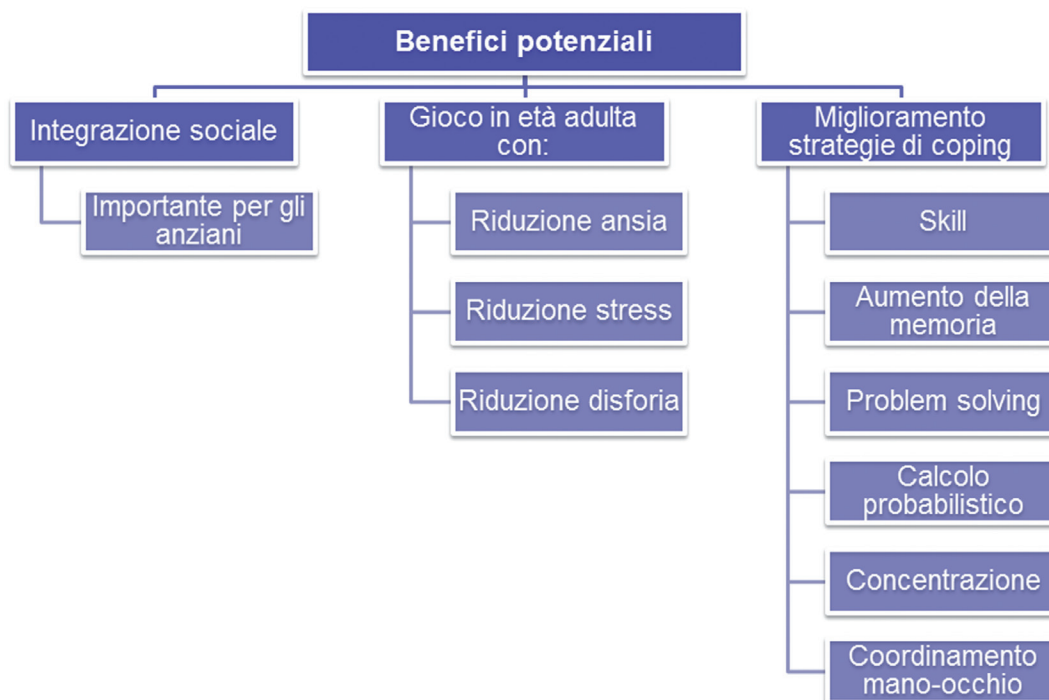 Benefici potenziali
Integrazione sociale
Importante per gli
anziani
Gioco in età adulta
con:
Riduzione ansia
Riduzione stress
Riduzione disforia
Miglioramento
strategie di coping
Skill
Aumento della
memoria
Problem solving
Calcolo
probabilistico
Concentrazione
Coordinamento
mano-occhio